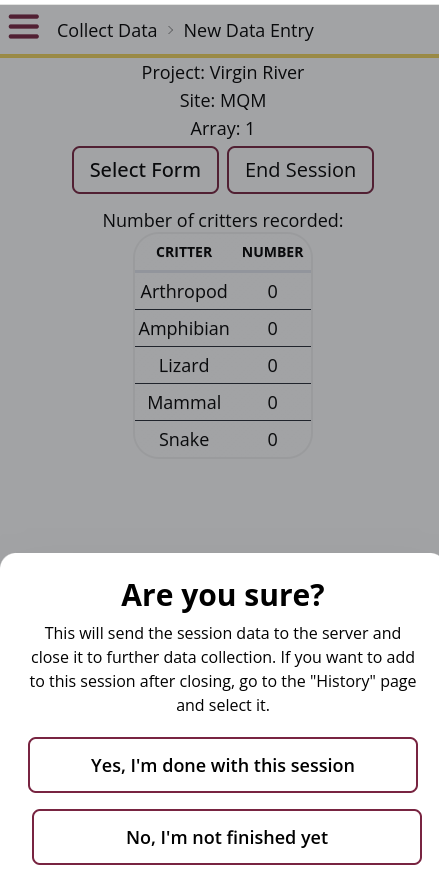 Collect Data > New Data Entry
Project: Virgin River
Site: MQM
Array: 1
Select Form End Session
Number of critters recorded:
CRITTER NUMBER
Arthropod 0
Amphibian 0
Lizard 0
Mammal 0
Snake 0
Are you sure?
This will send the session data to the server and
close it to further data collection. If you want to add
to this session after closing, go to the "History" page
and select it.
Yes, I'm done with this session
No, I'm not finished yet